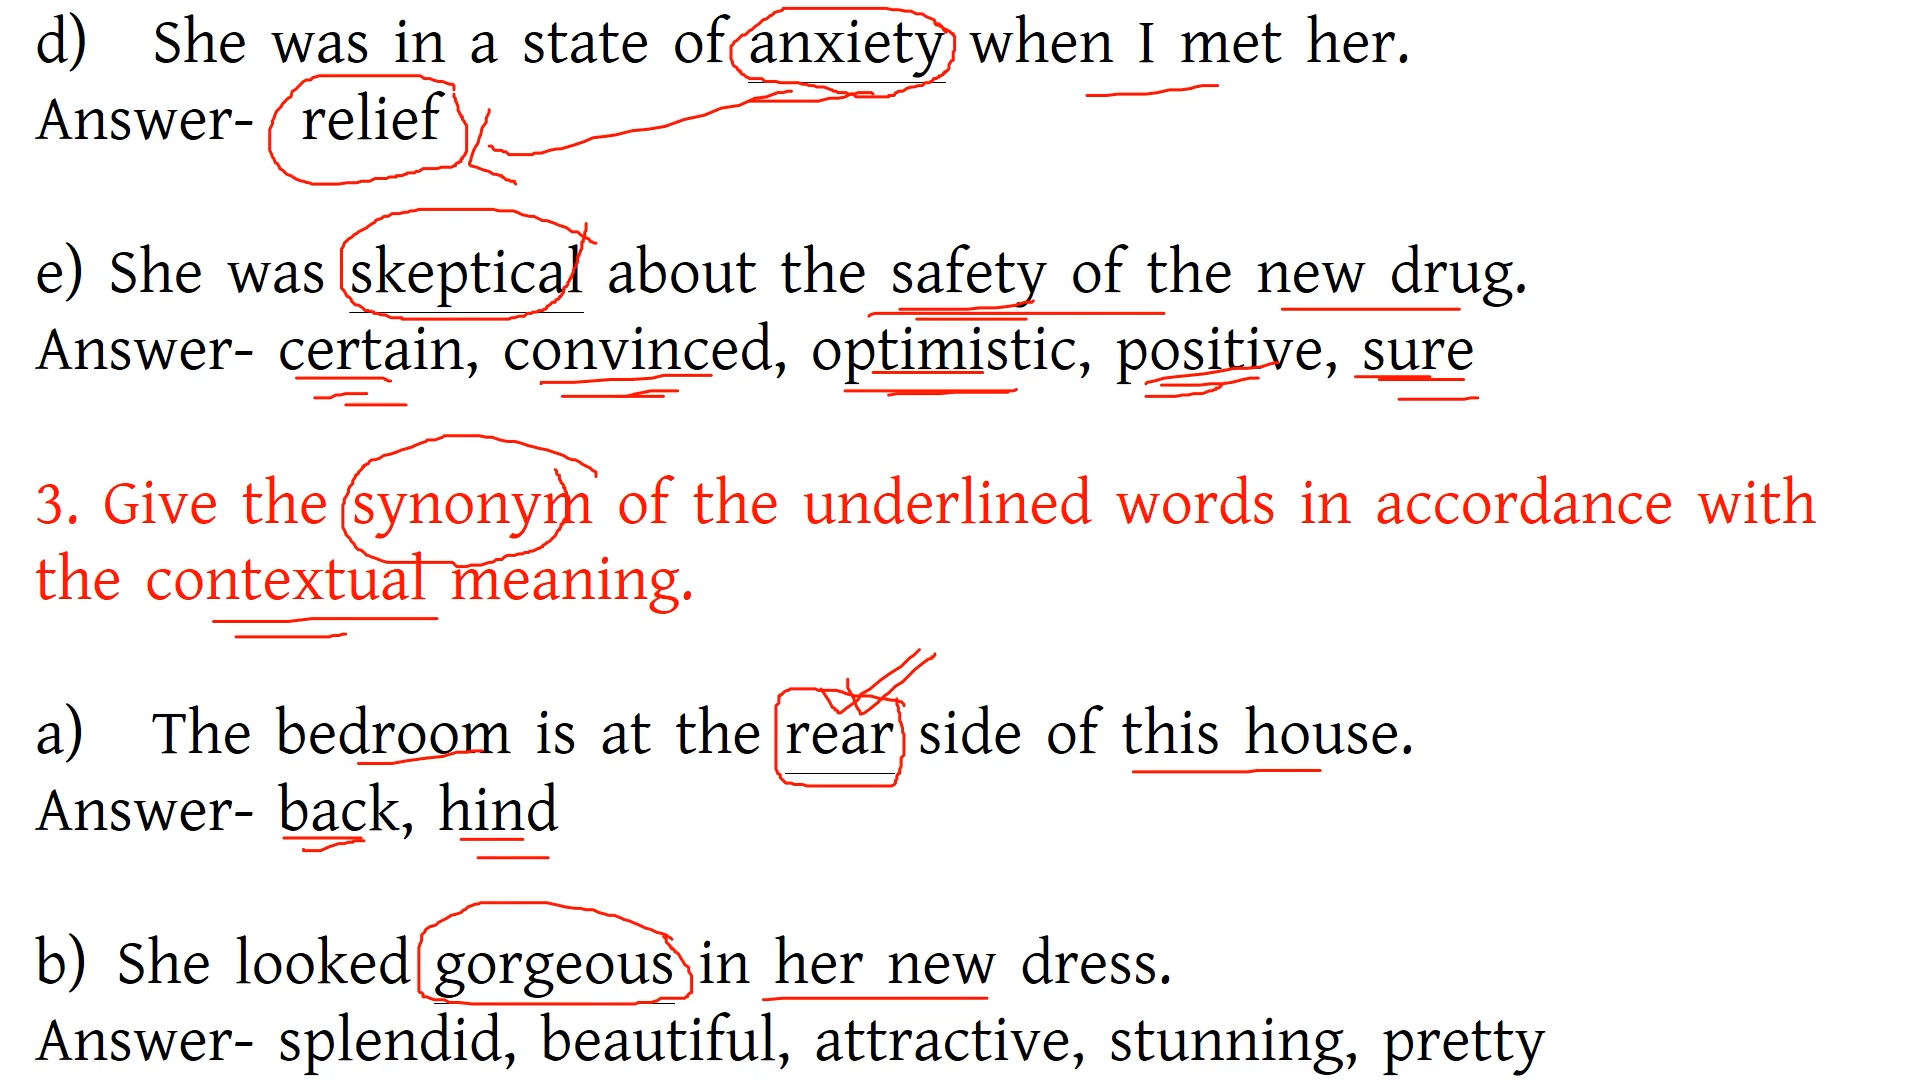 d) She was in a state of anxiety when I met her.
Answer- relief
e) She was skeptical about the safety of the new drug.
Answer- certain, convinced, optimistic, positive, sure
3. Give the synonym of the underlined words in accordance with
the contextual meaning.
a) The bedroom is at the rear side of this house.
Answer- back, hind
b) She looked gorgeous in her new dress.
Answer- splendid, beautiful, attractive, stunning, pretty